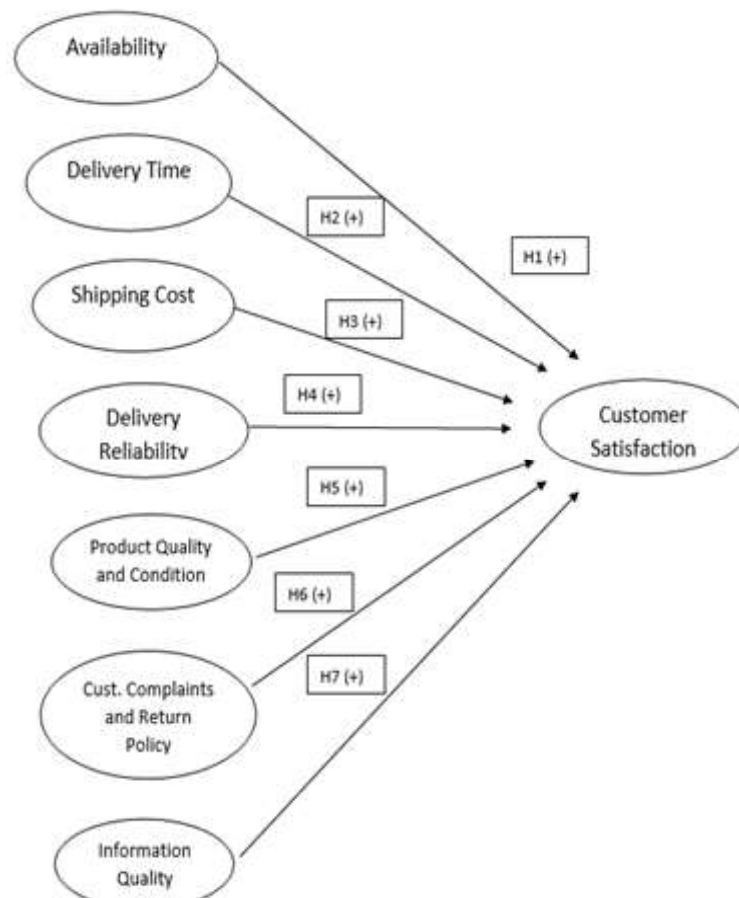 Availability
Delivery Time
H2 (+)
H1 (+)
Shipping Cost
H3 (+)
H4 (+)
Delivery
Reliability
Customer
Satisfaction
H5 (+)
Product Quality
and Condition
H6 (+)
H7 (+)
Cust. Complaints
and Return
Policy
Information
Quality